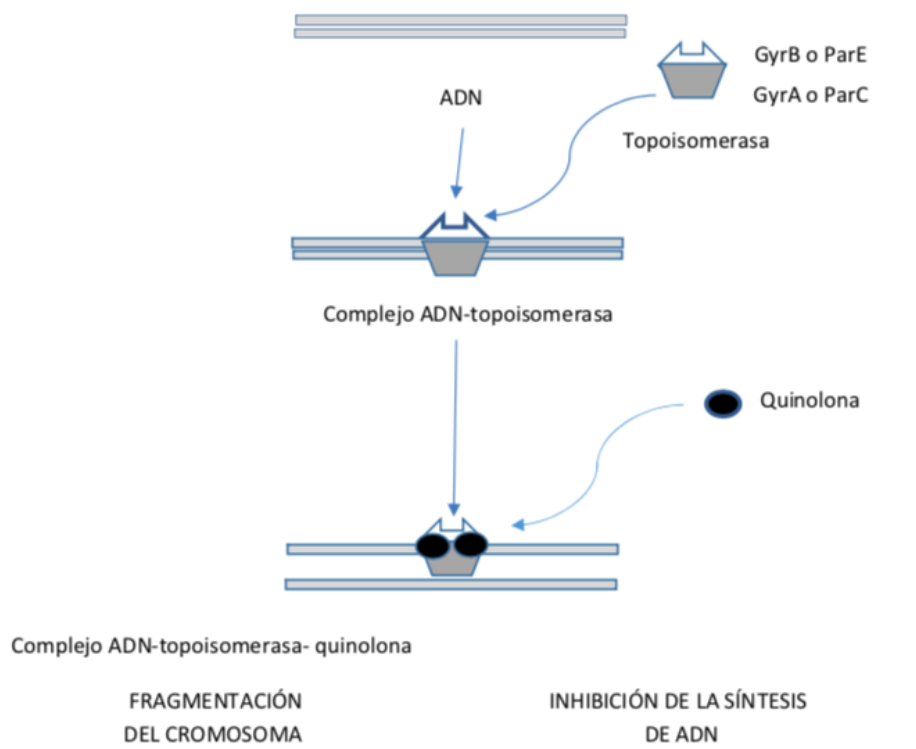 GyrB o ParE
ADN
GyrA o ParC
Topoisomerasa
Complejo ADN-topoisomerasa
Quinolona
Complejo ADN-topoisomerasa- quinolona
FRAGMENTACIÓN
DEL CROMOSOMA
INHIBICIÓN DE LA SÍNTESIS
DE ADN